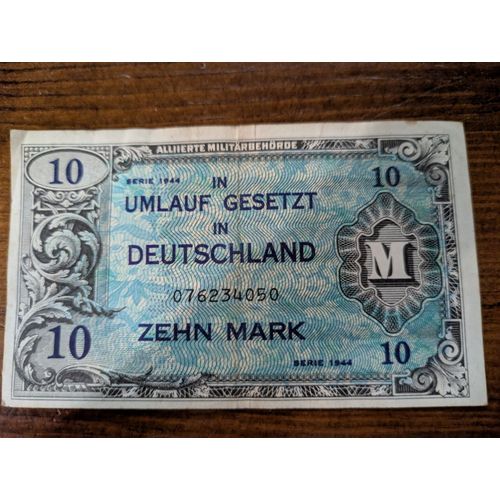 ALLIIERTE MILITÄRBEHÖRDE
10
SERIE 1944
IN
10
UMLAUF GESETZT
IN
DEUTSCHLAND
M
076234050
10
ZEHN MARK
10
SERIE 1944